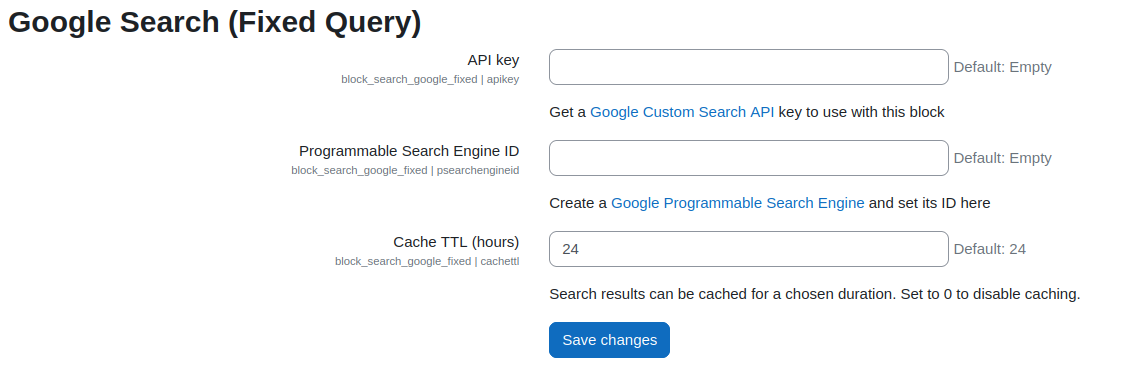 Google Search (Fixed Query)
API key
Default: Empty
block_search_google_fixed | apikey
Get a Google Custom Search API key to use with this block
Programmable Search Engine ID
Default: Empty
block_search_google_fixed | psearchengineid
Create a Google Programmable Search Engine and set its ID here
Cache TTL (hours)
24
Default: 24
block_search_google_fixed | cachettl
Search results can be cached for a chosen duration. Set to 0 to disable caching.
Save changes